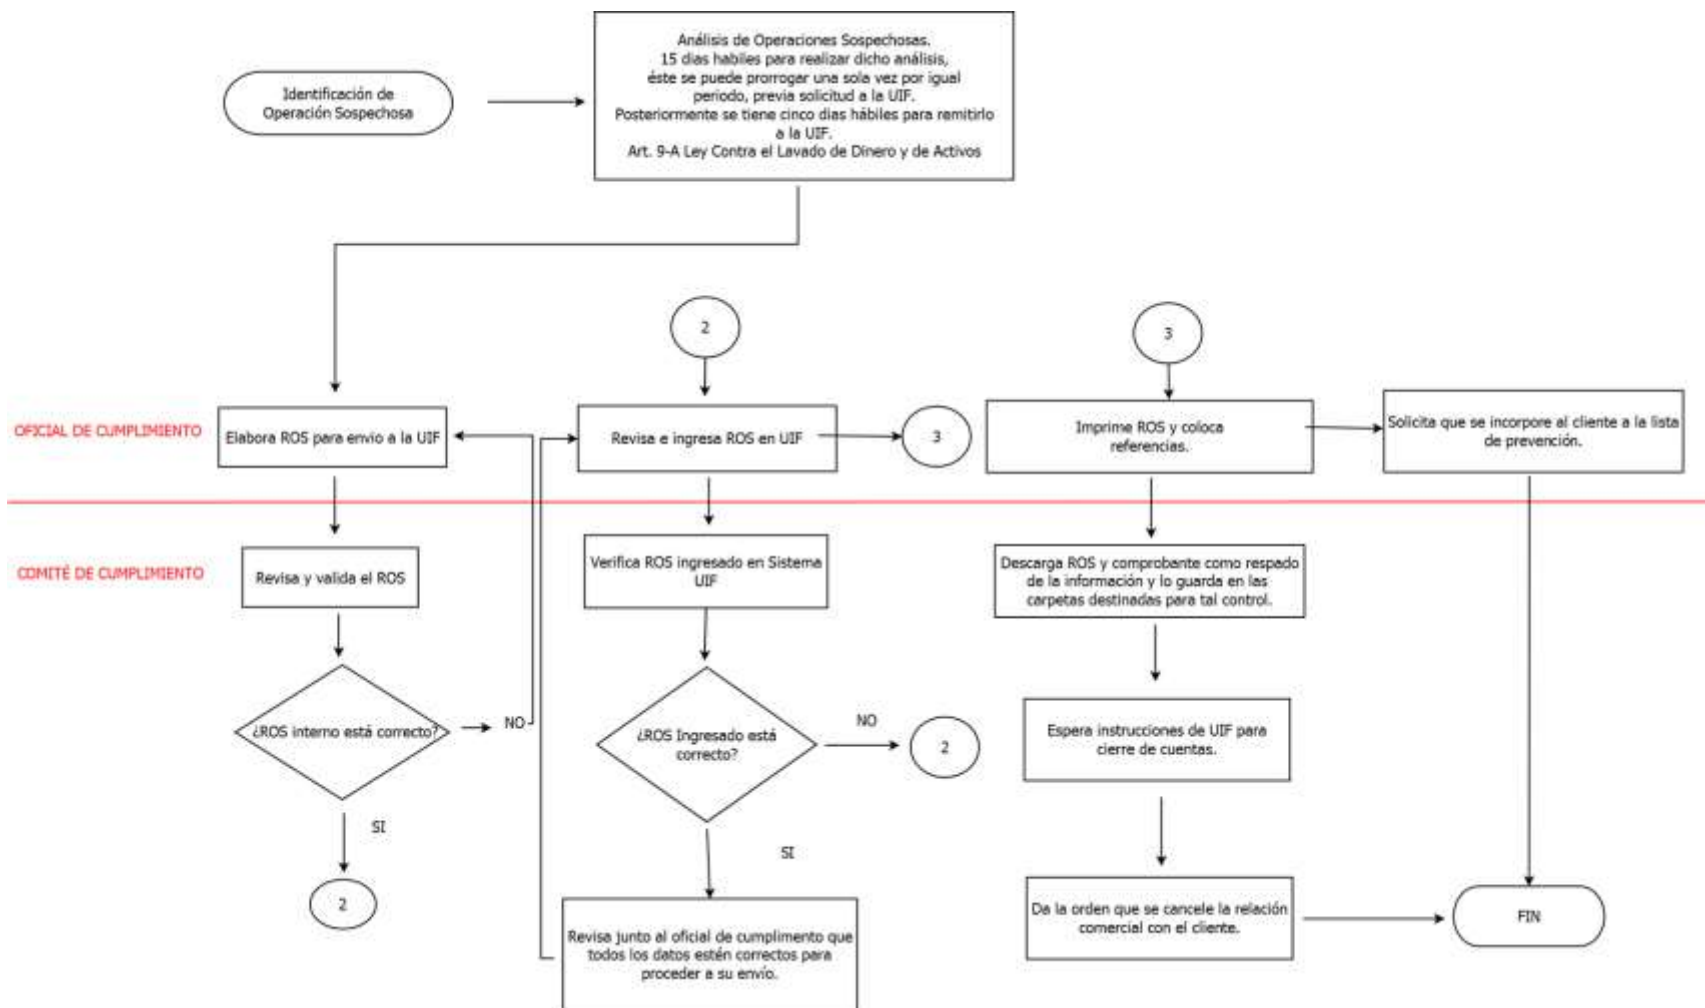 Identificación de
Operación Sospechosa
Análisis de Operaciones Sospechosas.
15 dias habiles para realizar dicho análisis,
éste se puede prorrogar una sola vez por igual
periodo, previa solicitud a la UIF.
Posteriormente se tiene cinco dias hábiles para remitirlo
a la UIF.
Art. 9-A Ley Contra el Lavado de Dinero y de Activos
OFICIAL DE CUMPLIMIENTO
Elabora ROS para envio a la UIF
2
Revisa e ingresa ROS en UIF
3
3
Imprime ROS y coloca
referencias.
Solicita que se incorpore al cliente a la lista
de prevención.
COMITÉ DE CUMPLIMIENTO
Revisa y valida el ROS
¿ROS interno está correcto?
NO
SI
2
Verifica ROS ingresado en Sistema
UIF
¿ROS Ingresado está
correcto?
NO
2
SI
Revisa junto al oficial de cumplimento que
todos los datos estén correctos para
proceder a su envío.
Descarga ROS y comprobante como respado
de la información y lo guarda en las
carpetas destinadas para tal control.
Espera instrucciones de UIF para
cierre de cuentas.
Da la orden que se cancele la relación
comercial con el cliente.
FIN